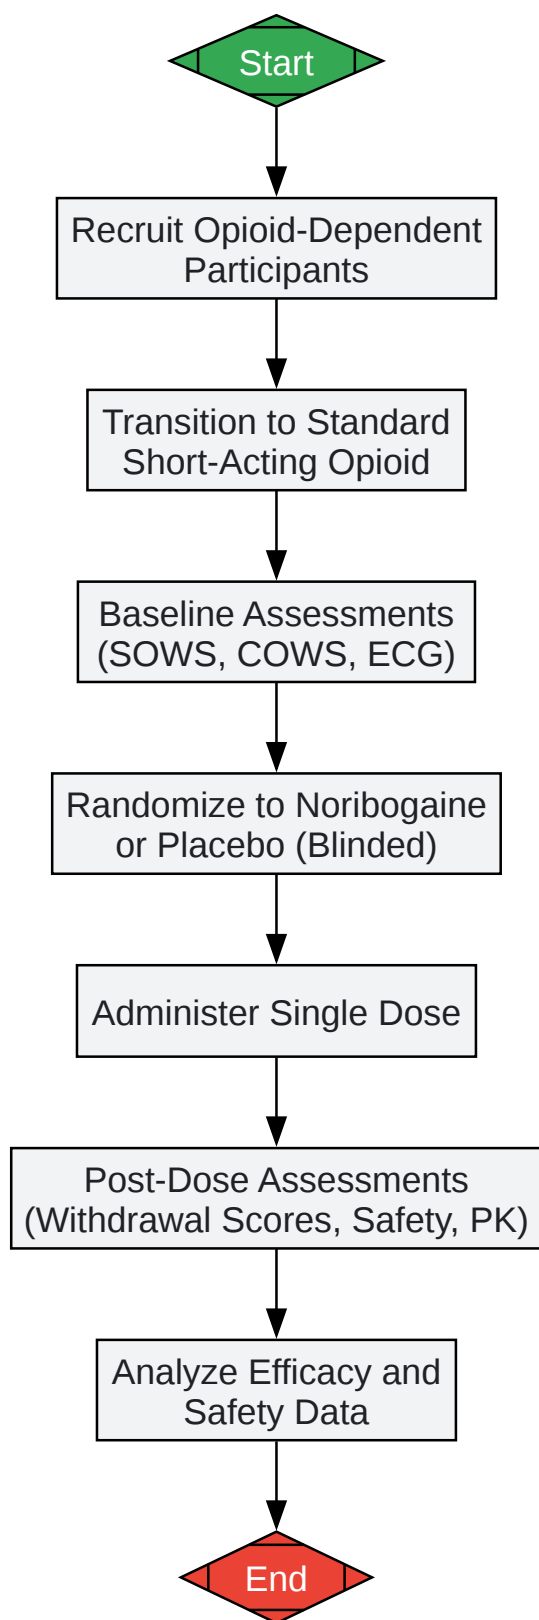 Start
Recruit Opioid-Dependent
Participants
Transition to Standard
Short-Acting Opioid
Baseline Assessments
(SOWS, COWS, ECG)
Randomize to Noribogaine
or Placebo (Blinded)
Administer Single Dose
Post-Dose Assessments
(Withdrawal Scores, Safety, PK)
Analyze Efficacy and
Safety Data
End